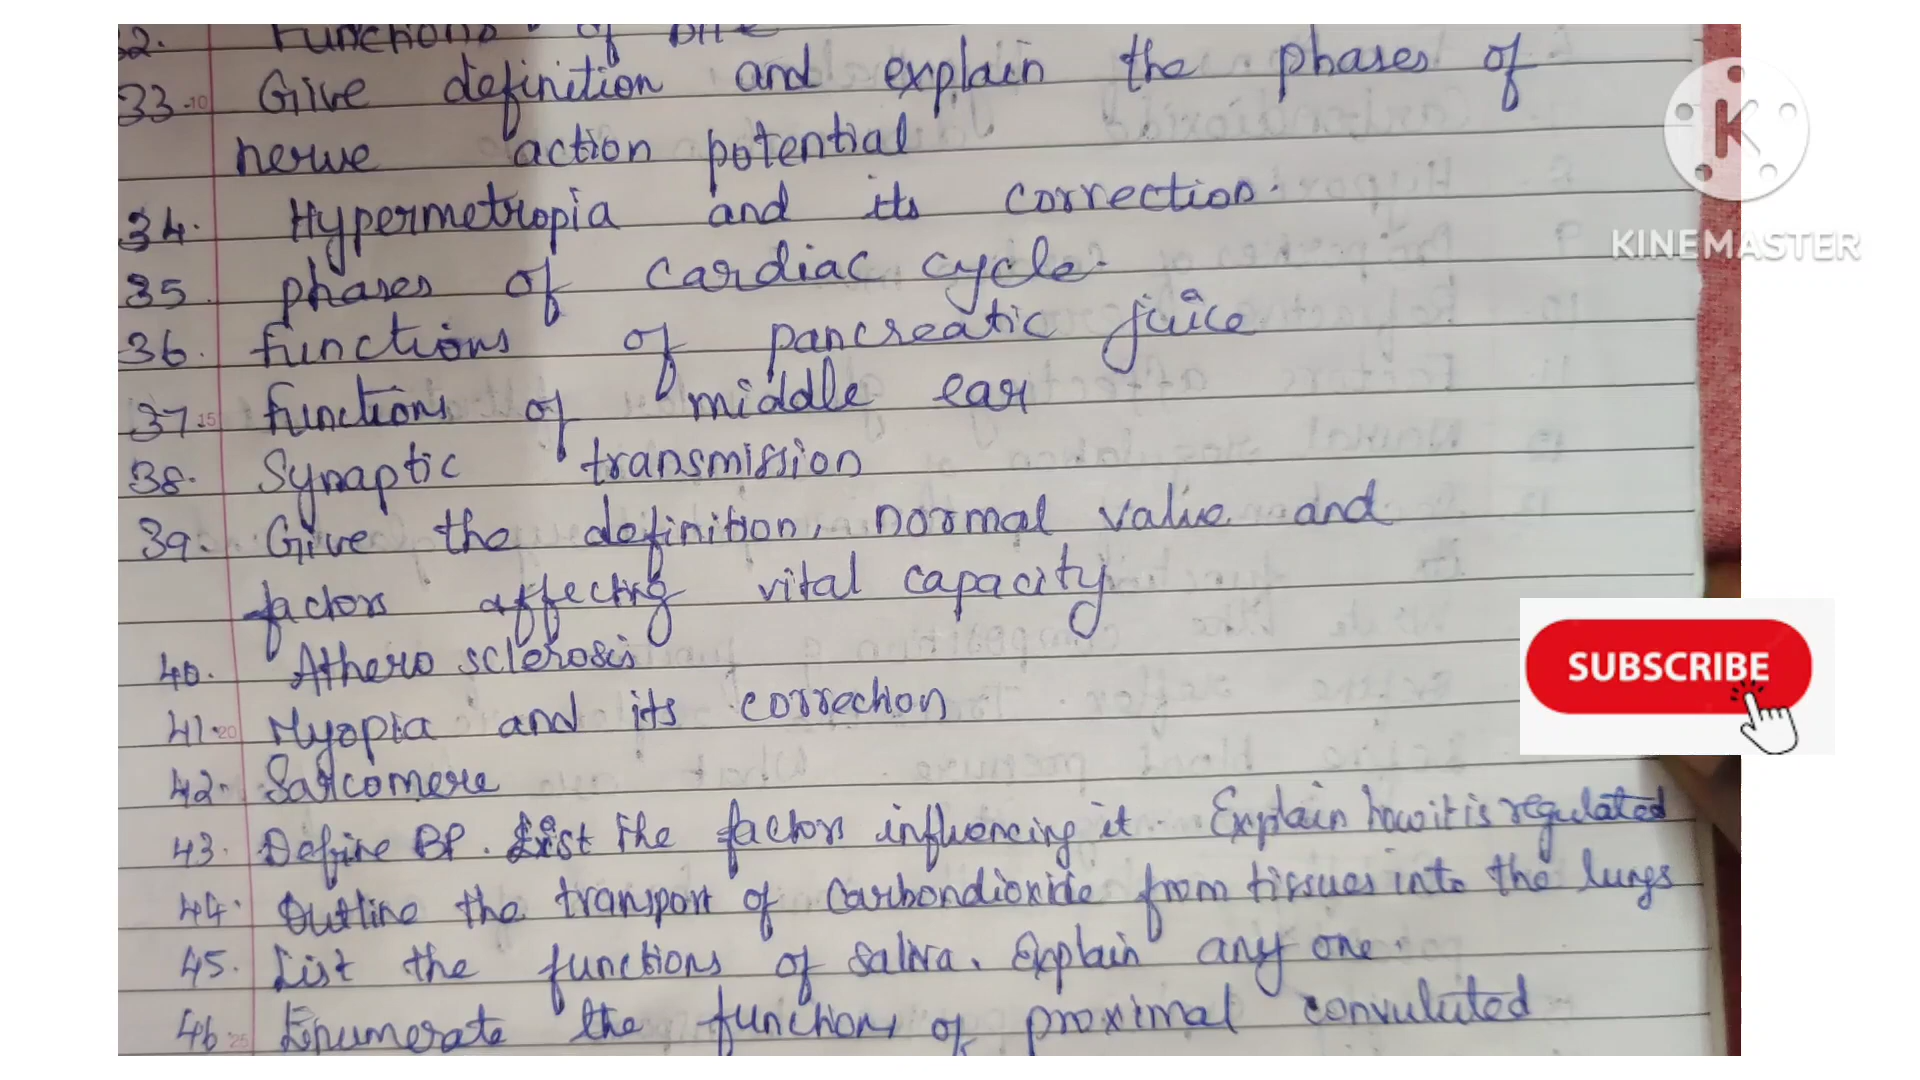 32. Functions of bile
33. Give definition and explain the phases of
nerve action potential
34. Hypermetropia and its correction.
35. phases of cardiac cycle.
36. functions of pancreatic juice
37. functions of middle ear
38. Synaptic transmission
39. Give the definition, normal value and
factors affecting vital capacity
40. Athero sclerosis
41. Myopia and its correction
42. Sarcomere
43. Define BP. List the factors influencing it. Explain how it is regulated
44. Outline the transport of carbondioxide from tissues into the lungs
45. List the functions of saliva. Explain any one.
46. Enumerate the functions of proximal convuluted
K
KINEMASTER
SUBSCRIBE